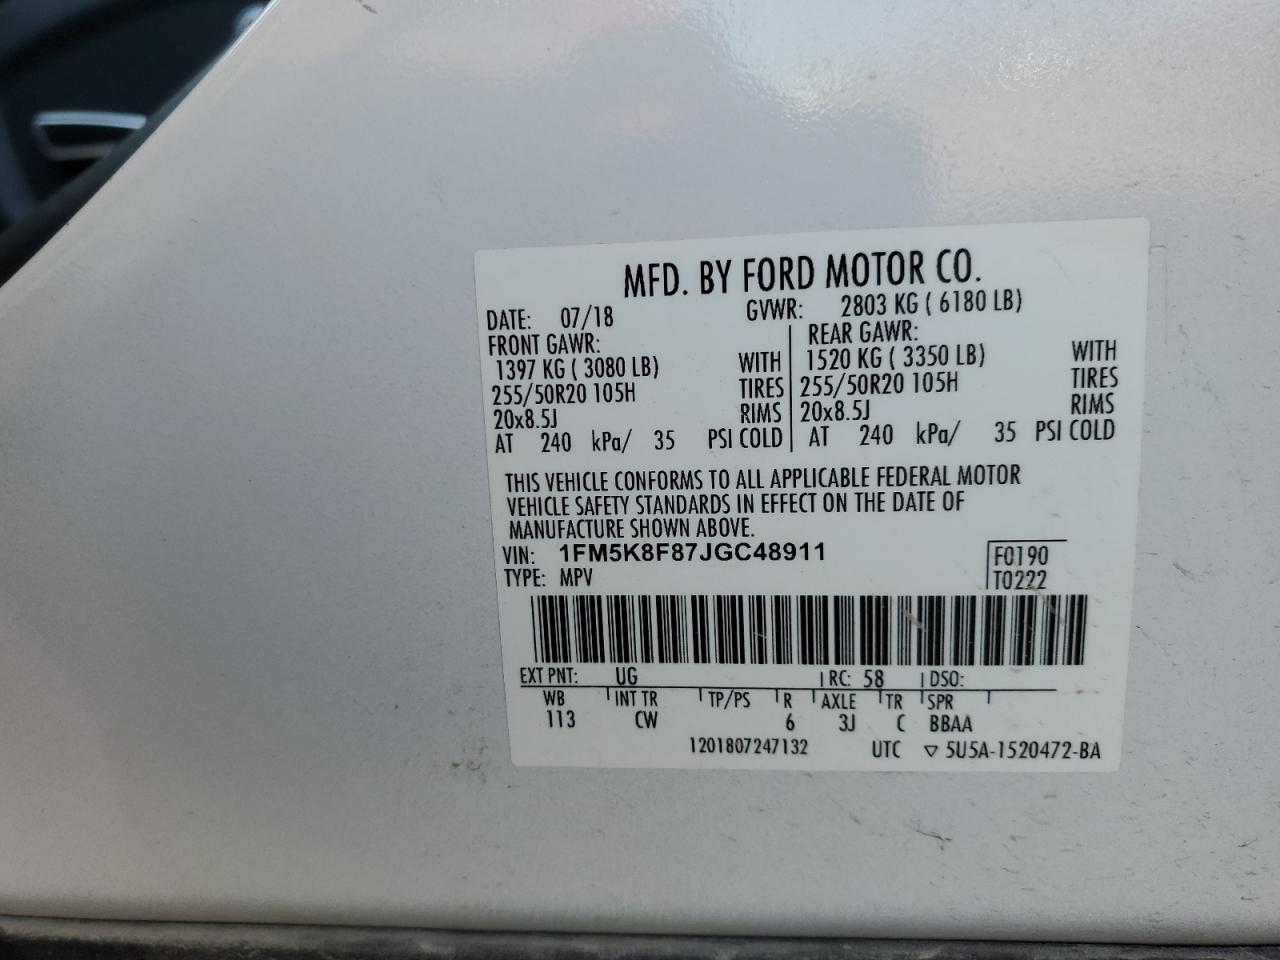 MFD. BY FORD MOTOR CO.
DATE: 07/18 GVWR: 2803 KG ( 6180 LB)
FRONT GAWR: REAR GAWR:
1397 KG ( 3080 LB) WITH 1520 KG ( 3350 LB) WITH
255/50R20 105H TIRES 255/50R20 105H TIRES
20x8.5J RIMS 20x8.5J RIMS
AT 240 kPa/ 35 PSI COLD AT 240 kPa/ 35 PSI COLD
THIS VEHICLE CONFORMS TO ALL APPLICABLE FEDERAL MOTOR
VEHICLE SAFETY STANDARDS IN EFFECT ON THE DATE OF
MANUFACTURE SHOWN ABOVE.
VIN: 1FM5K8F87JGC48911 F0190
TYPE: MPV T0222
EXT PNT: UG RC: 58 DSO:
WB INT TR TP/PS R AXLE TR SPR
113 CW 6 3J C BBAA
1201807247132 UTC ▽ 5U5A-1520472-BA